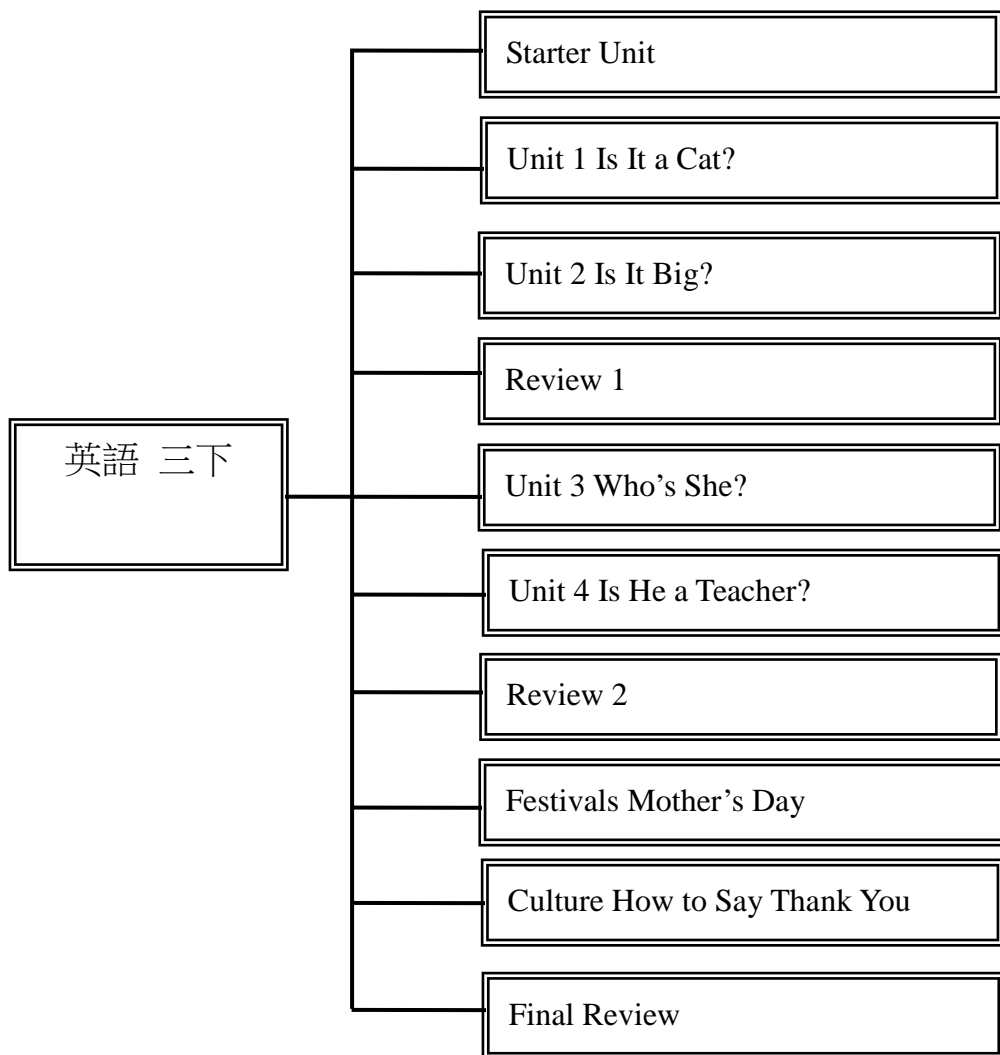 Starter Unit
Unit 1 Is It a Cat?
Unit 2 Is It Big?
Review 1
英語 三下
Unit 3 Who’s She?
Unit 4 Is He a Teacher?
Review 2
Festivals Mother’s Day
Culture How to Say Thank You
Final Review